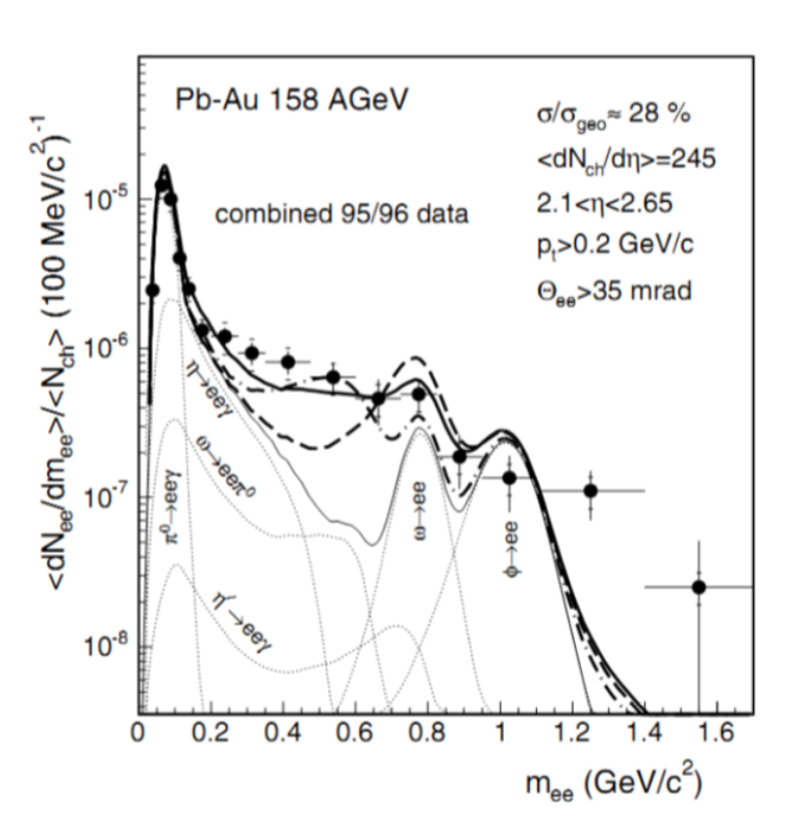 Pb-Au 158 AGeV
σ/σgeo≈ 28 %
<dNch/dη>=245
combined 95/96 data
2.1<η<2.65
pt>0.2 GeV/c
Θee>35 mrad
<dNee/dmee>/<Nch> (100 MeV/c²)⁻¹
10⁻⁵
10⁻⁶
10⁻⁷
10⁻⁸
η→eeγ
ω→eeπ⁰
π⁰→eeγ
η′→eeγ
ω→ee
ϕ→ee
0 0.2 0.4 0.6 0.8 1 1.2 1.4 1.6
mee (GeV/c²)